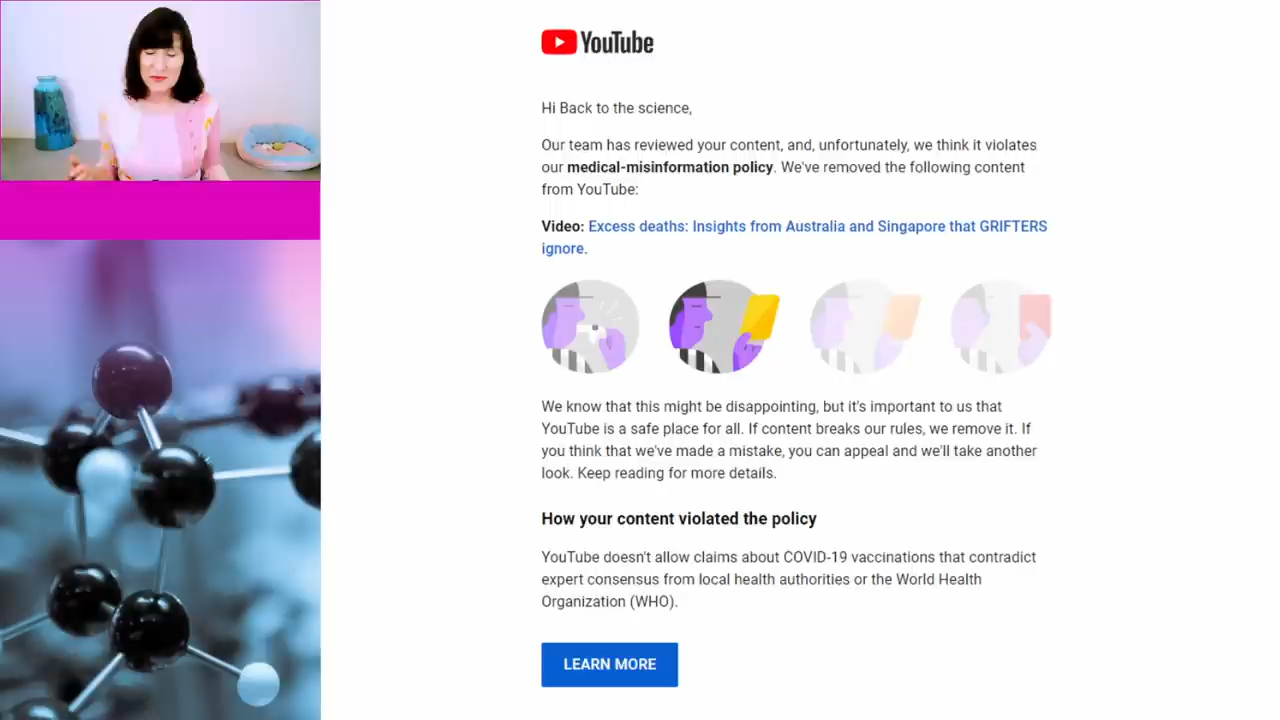 YouTube
Hi Back to the science,
Our team has reviewed your content, and, unfortunately, we think it violates
our medical-misinformation policy. We've removed the following content
from YouTube:
Video: Excess deaths: Insights from Australia and Singapore that GRIFTERS
ignore.
We know that this might be disappointing, but it's important to us that
YouTube is a safe place for all. If content breaks our rules, we remove it. If
you think that we've made a mistake, you can appeal and we'll take another
look. Keep reading for more details.
How your content violated the policy
YouTube doesn't allow claims about COVID-19 vaccinations that contradict
expert consensus from local health authorities or the World Health
Organization (WHO).
LEARN MORE